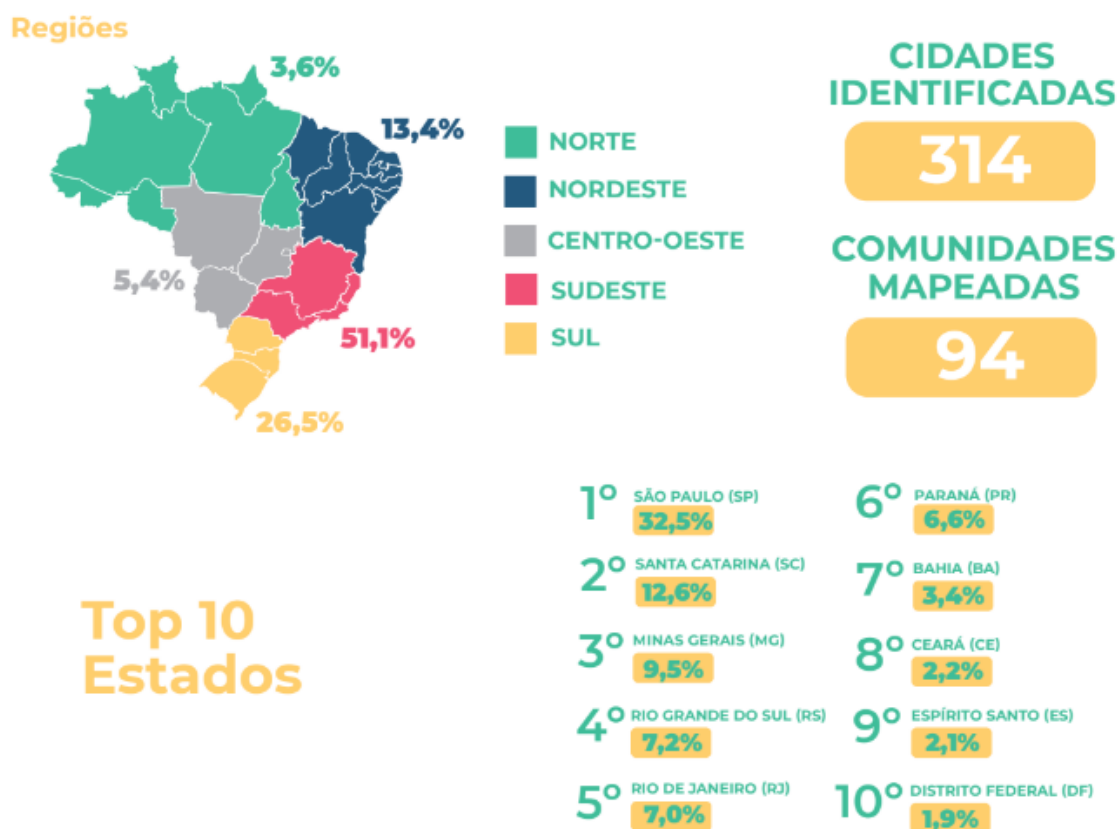 Regiões
3,6%
13,4%
5,4%
51,1%
26,5%
NORTE
NORDESTE
CENTRO-OESTE
SUDESTE
SUL
CIDADES
IDENTIFICADAS
314
COMUNIDADES
MAPEADAS
94
Top 10
Estados
1º SÃO PAULO (SP)
32,5%
2º SANTA CATARINA (SC)
12,6%
3º MINAS GERAIS (MG)
9,5%
4º RIO GRANDE DO SUL (RS)
7,2%
5º RIO DE JANEIRO (RJ)
7,0%
6º PARANÁ (PR)
6,6%
7º BAHIA (BA)
3,4%
8º CEARÁ (CE)
2,2%
9º ESPÍRITO SANTO (ES)
2,1%
10º DISTRITO FEDERAL (DF)
1,9%